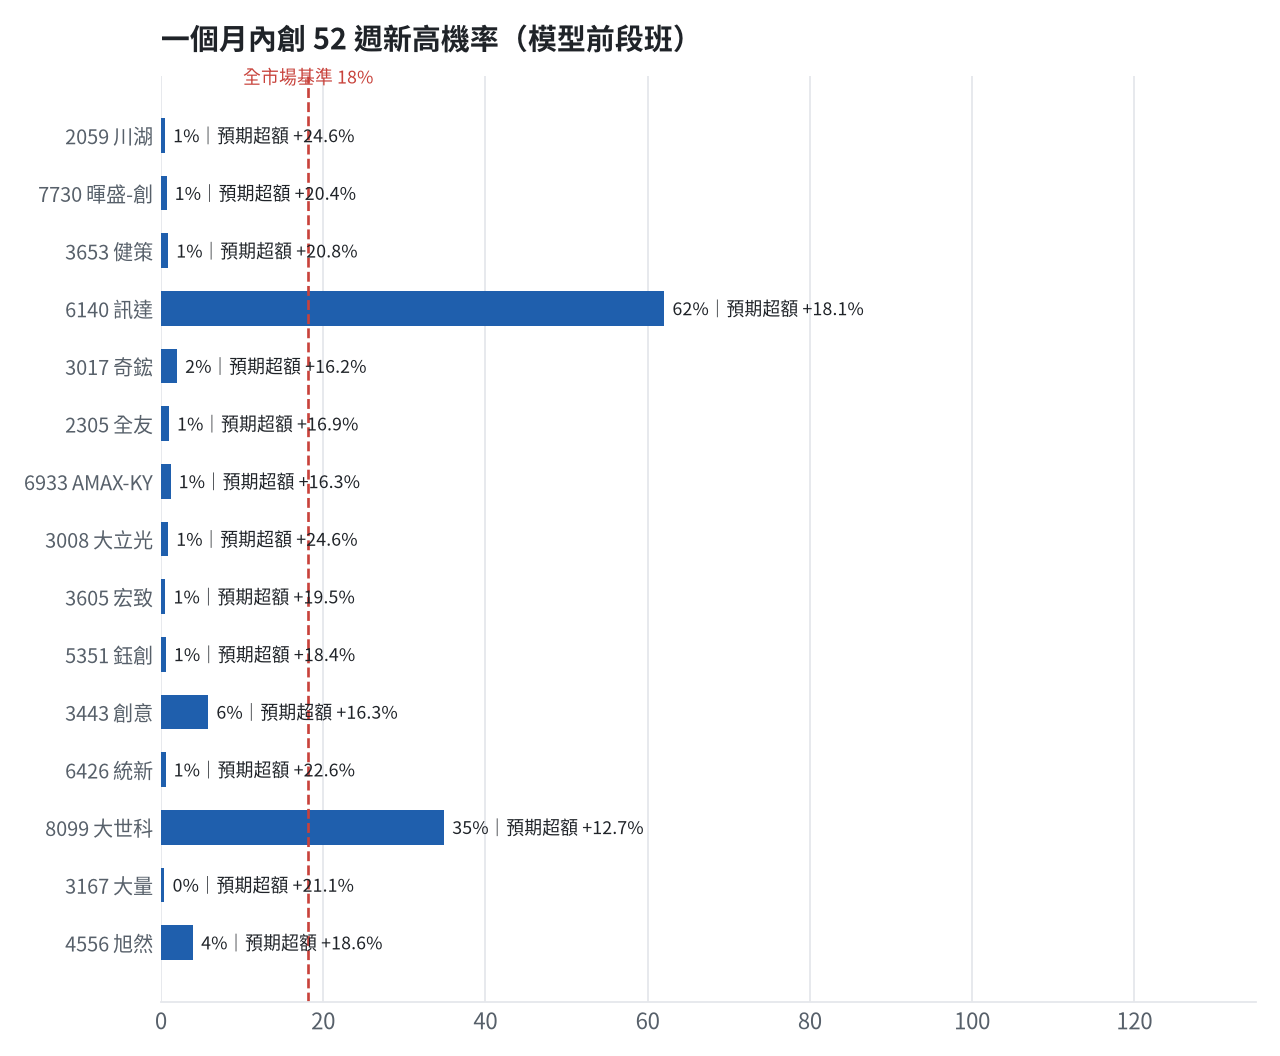 一個月內創 52 週新高機率（模型前段班）
全市場基準 18%
2059 川湖 1%｜預期超額 +24.6%
7730 暉盛-創 1%｜預期超額 +20.4%
3653 健策 1%｜預期超額 +20.8%
6140 訊達 62%｜預期超額 +18.1%
3017 奇鋐 2%｜預期超額 +16.2%
2305 全友 1%｜預期超額 +16.9%
6933 AMAX-KY 1%｜預期超額 +16.3%
3008 大立光 1%｜預期超額 +24.6%
3605 宏致 1%｜預期超額 +19.5%
5351 鈺創 1%｜預期超額 +18.4%
3443 創意 6%｜預期超額 +16.3%
6426 統新 1%｜預期超額 +22.6%
8099 大世科 35%｜預期超額 +12.7%
3167 大量 0%｜預期超額 +21.1%
4556 旭然 4%｜預期超額 +18.6%
0 20 40 60 80 100 120